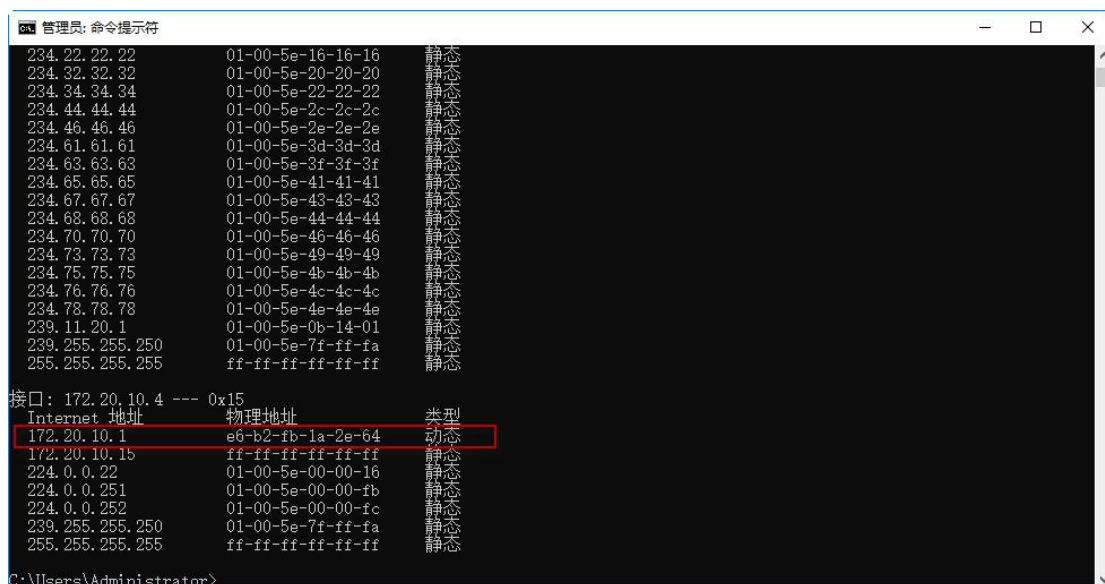 管理员: 命令提示符
234.22.22.22 01-00-5e-16-16-16 静态
234.32.32.32 01-00-5e-20-20-20 静态
234.34.34.34 01-00-5e-22-22-22 静态
234.44.44.44 01-00-5e-2c-2c-2c 静态
234.46.46.46 01-00-5e-2e-2e-2e 静态
234.61.61.61 01-00-5e-3d-3d-3d 静态
234.63.63.63 01-00-5e-3f-3f-3f 静态
234.65.65.65 01-00-5e-41-41-41 静态
234.67.67.67 01-00-5e-43-43-43 静态
234.68.68.68 01-00-5e-44-44-44 静态
234.70.70.70 01-00-5e-46-46-46 静态
234.73.73.73 01-00-5e-49-49-49 静态
234.75.75.75 01-00-5e-4b-4b-4b 静态
234.76.76.76 01-00-5e-4c-4c-4c 静态
234.78.78.78 01-00-5e-4e-4e-4e 静态
239.11.20.1 01-00-5e-0b-14-01 静态
239.255.255.250 01-00-5e-7f-ff-fa 静态
255.255.255.255 ff-ff-ff-ff-ff-ff 静态
接口: 172.20.10.4 --- 0x15
Internet 地址 物理地址 类型
172.20.10.1 e6-b2-fb-1a-2e-64 动态
172.20.10.15 ff-ff-ff-ff-ff-ff 静态
224.0.0.22 01-00-5e-00-00-16 静态
224.0.0.251 01-00-5e-00-00-fb 静态
224.0.0.252 01-00-5e-00-00-fc 静态
239.255.255.250 01-00-5e-7f-ff-fa 静态
255.255.255.255 ff-ff-ff-ff-ff-ff 静态
C:\Users\Administrator>